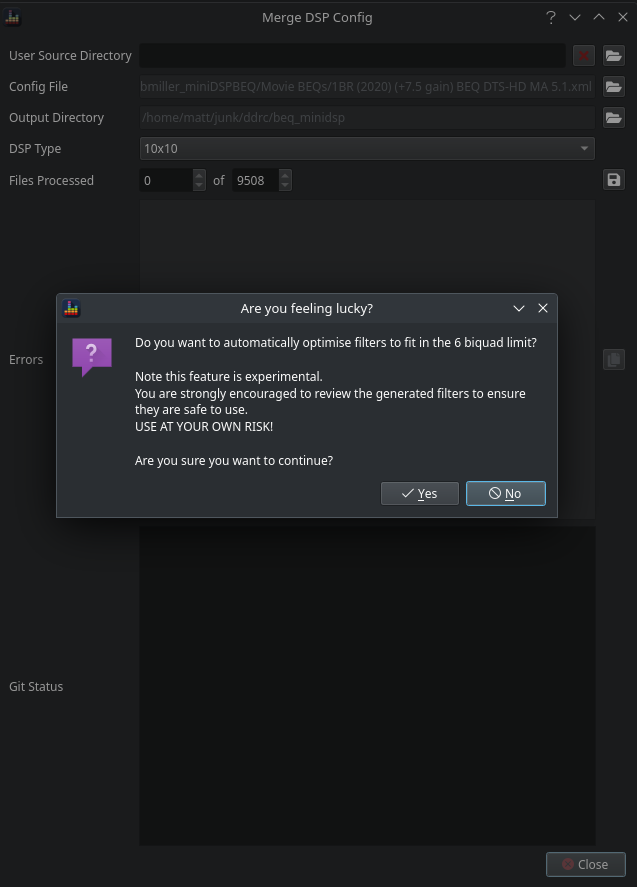 Merge DSP Config
User Source Directory
Config File
bmiller_miniDSPBEQ/Movie BEQs/1BR (2020) (+7.5 gain) BEQ DTS-HD MA 5.1.xml
Output Directory
/home/matt/junk/ddrc/beq_minidsp
DSP Type
10x10
Files Processed
0
of
9508
Are you feeling lucky?
?
Do you want to automatically optimise filters to fit in the 6 biquad limit?
Note this feature is experimental.
You are strongly encouraged to review the generated filters to ensure
they are safe to use.
USE AT YOUR OWN RISK!
Are you sure you want to continue?
Yes
No
Errors
Git Status
Close